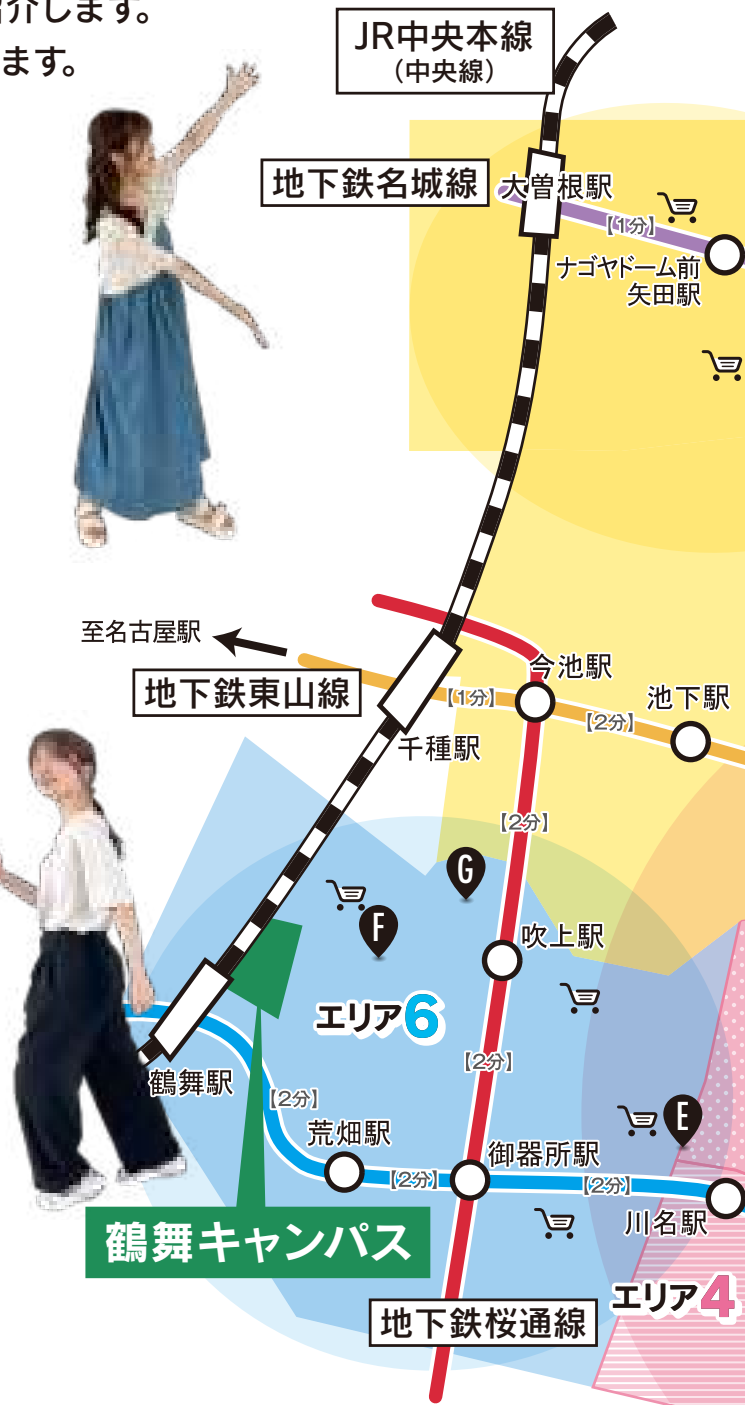 介します。
ます。
JR中央本線
(中央線)
地下鉄名城線
大曽根駅
【1分】
ナゴヤドーム前
矢田駅
至名古屋駅
地下鉄東山線
【1分】
今池駅
【2分】
池下駅
千種駅
【2分】
G
F
吹上駅
エリア6
【2分】
鶴舞駅
【2分】
荒畑駅
【2分】
御器所駅
【2分】
E
川名駅
鶴舞キャンパス
エリア4
地下鉄桜通線